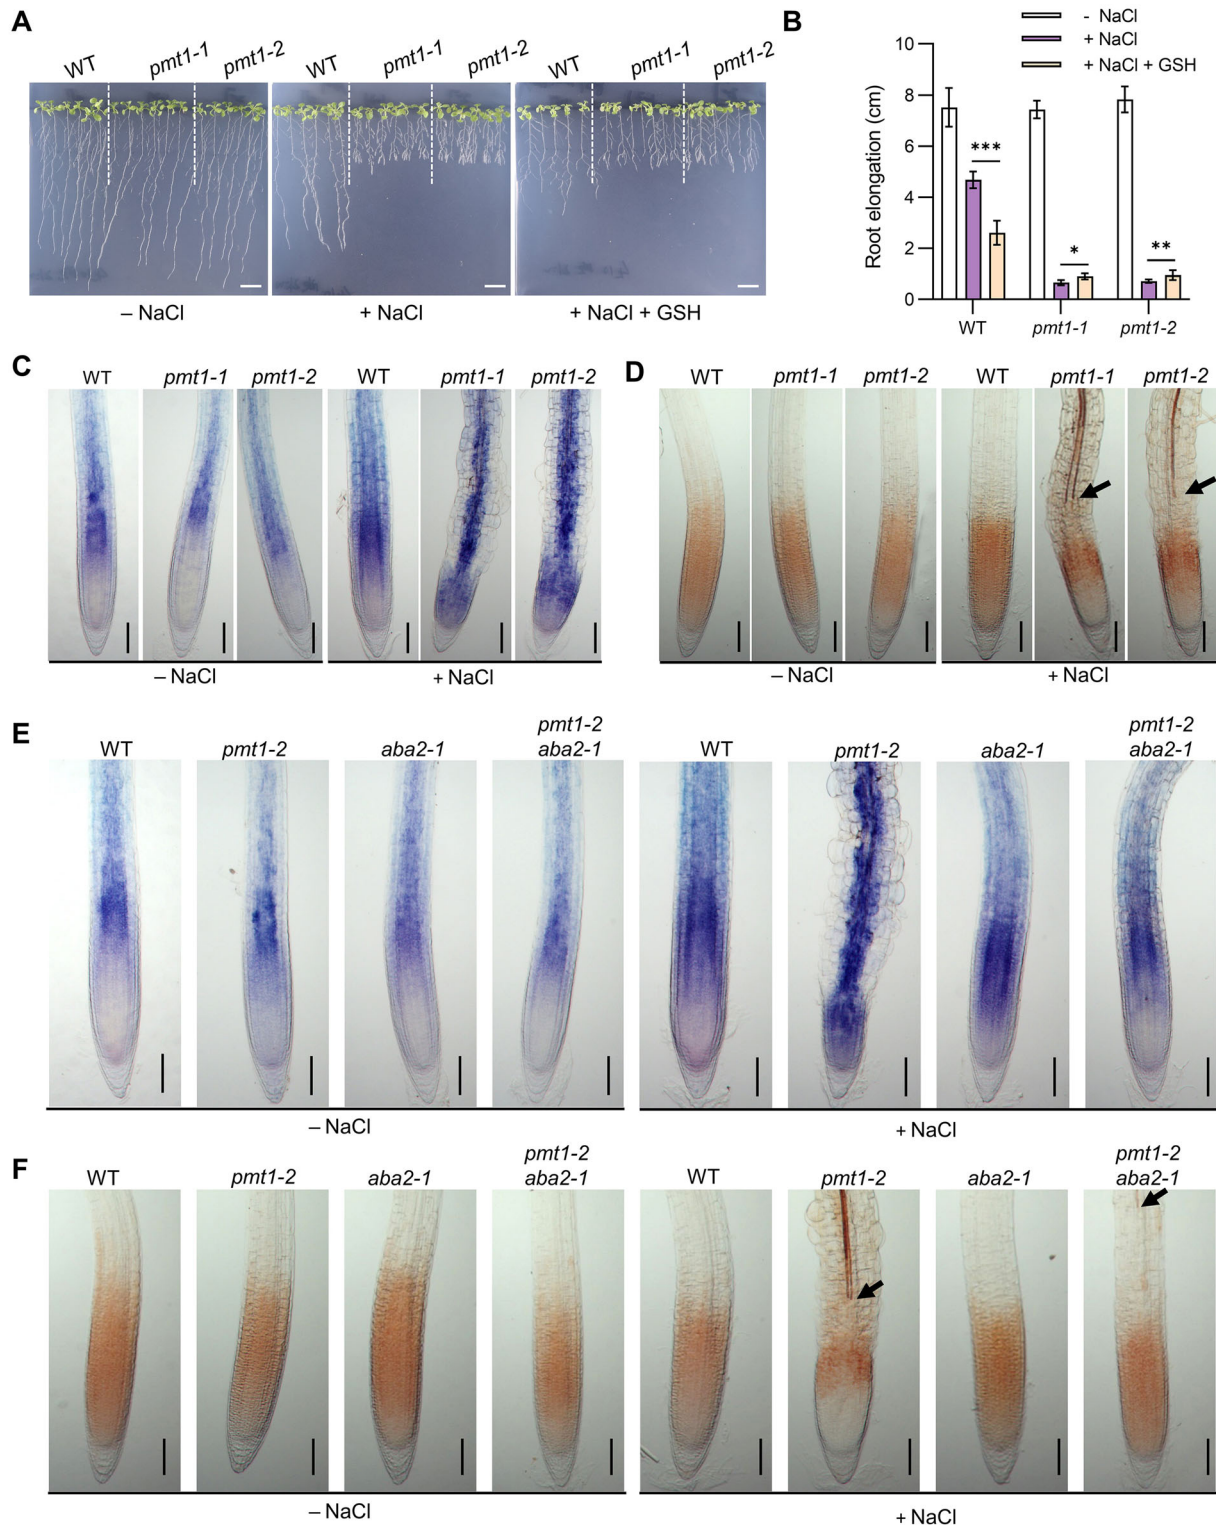 A
WT pmt1-1 pmt1-2 WT pmt1-1 pmt1-2 WT pmt1-1 pmt1-2
– NaCl + NaCl + NaCl + GSH
B
- NaCl
+ NaCl
+ NaCl + GSH
Root elongation (cm)
10
8
6
4
2
0
***
*
**
WT pmt1-1 pmt1-2
C
WT pmt1-1 pmt1-2 WT pmt1-1 pmt1-2
– NaCl + NaCl
D
WT pmt1-1 pmt1-2 WT pmt1-1 pmt1-2
– NaCl + NaCl
E
WT pmt1-2 aba2-1 pmt1-2
aba2-1
WT pmt1-2 aba2-1 pmt1-2
aba2-1
– NaCl + NaCl
F
WT pmt1-2 aba2-1 pmt1-2
aba2-1
WT pmt1-2 aba2-1 pmt1-2
aba2-1
– NaCl + NaCl